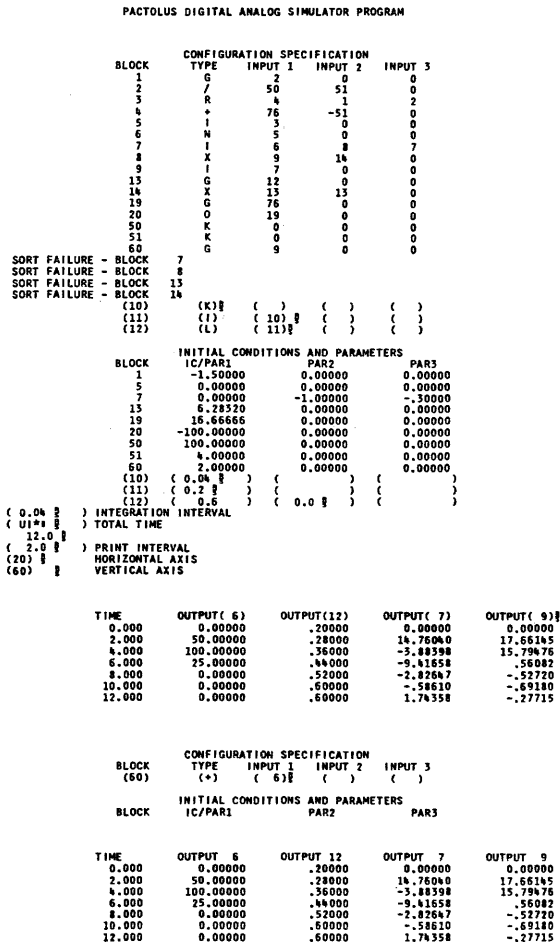 PACTOLUS DIGITAL ANALOG SIMULATOR PROGRAM
CONFIGURATION SPECIFICATION
BLOCK TYPE INPUT 1 INPUT 2 INPUT 3
1 G 2 0 0
2 / 50 51 0
3 R 4 1 2
4 + 76 -51 0
5 I 3 0 0
6 N 5 0 0
7 I 6 8 7
8 X 9 14 0
9 I 7 0 0
13 G 12 0 0
14 X 13 13 0
19 G 76 0 0
20 O 19 0 0
50 K 0 0 0
51 K 0 0 0
60 G 9 0 0
SORT FAILURE - BLOCK 7
SORT FAILURE - BLOCK 8
SORT FAILURE - BLOCK 13
SORT FAILURE - BLOCK 14
(10) (K) ( ) ( ) ( )
(11) (I) ( 10) ( ) ( )
(12) (L) ( 11) ( ) ( )
INITIAL CONDITIONS AND PARAMETERS
BLOCK IC/PAR1 PAR2 PAR3
1 -1.50000 0.00000 0.00000
5 0.00000 0.00000 0.00000
7 0.00000 -1.00000 -.30000
13 6.28320 0.00000 0.00000
19 16.66666 0.00000 0.00000
20 -100.00000 0.00000 0.00000
50 100.00000 0.00000 0.00000
51 4.00000 0.00000 0.00000
60 2.00000 0.00000 0.00000
(10) ( 0.04 ) ( ) ( )
(11) ( 0.2 ) ( ) ( )
(12) ( 0.6 ) ( 0.0 ) ( )
( 0.04 ) INTEGRATION INTERVAL
( ) TOTAL TIME
12.0
( 2.0 ) PRINT INTERVAL
(20) HORIZONTAL AXIS
(60) VERTICAL AXIS
TIME OUTPUT( 6) OUTPUT(12) OUTPUT( 7) OUTPUT( 9)
0.000 0.00000 .20000 0.00000 0.00000
2.000 50.00000 .28000 14.76040 17.66145
4.000 100.00000 .36000 -3.88398 15.79476
6.000 25.00000 .44000 -9.41658 .56082
8.000 0.00000 .52000 -2.82647 -.52720
10.000 0.00000 .60000 -.58610 -.69180
12.000 0.00000 .60000 1.74358 -.27715
CONFIGURATION SPECIFICATION
BLOCK TYPE INPUT 1 INPUT 2 INPUT 3
(60) (+) ( 6) ( ) ( )
INITIAL CONDITIONS AND PARAMETERS
BLOCK IC/PAR1 PAR2 PAR3
TIME OUTPUT 6 OUTPUT 12 OUTPUT 7 OUTPUT 9
0.000 0.00000 .20000 0.00000 0.00000
2.000 50.00000 .28000 14.76040 17.66145
4.000 100.00000 .36000 -3.88398 15.79476
6.000 25.00000 .44000 -9.41658 .56082
8.000 0.00000 .52000 -2.82647 -.52720
10.000 0.00000 .60000 -.58610 -.69180
12.000 0.00000 .60000 1.74358 -.27715